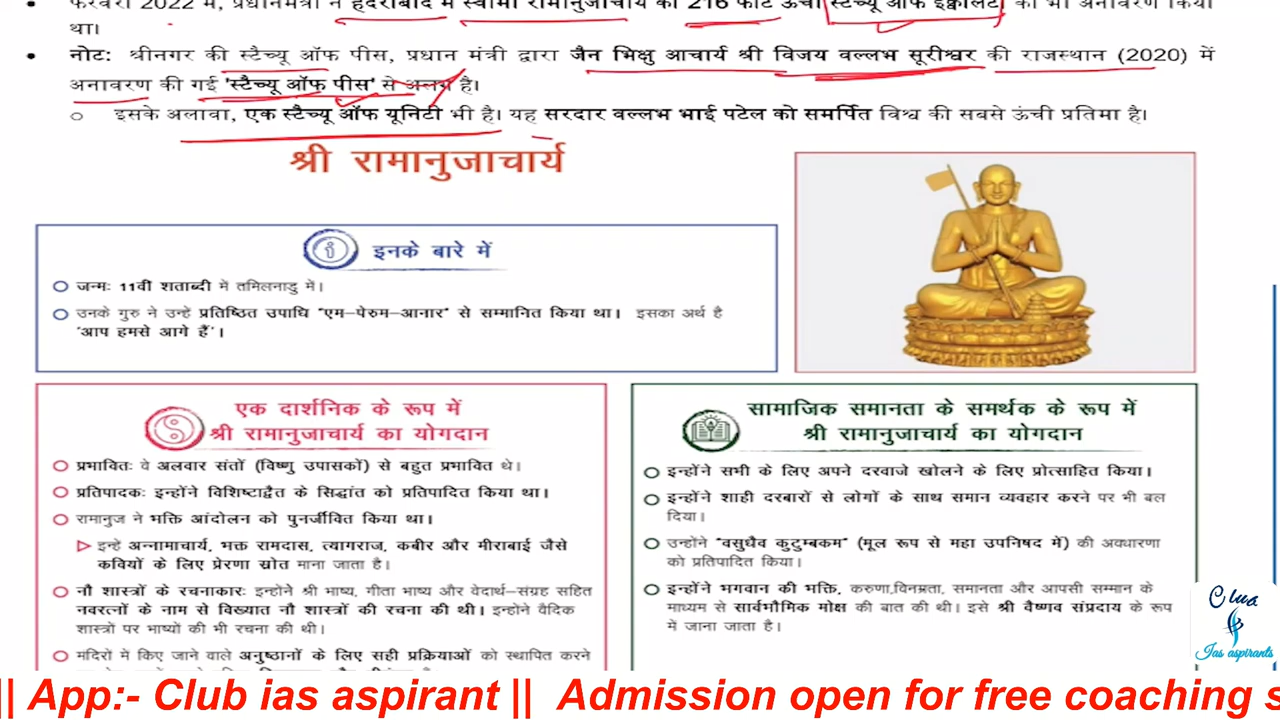 फरवरी 2022 में, प्रधानमंत्री ने हैदराबाद में स्वामी रामानुजाचार्य की 216 फीट ऊंची स्टैच्यू ऑफ इक्वालिटी का भी अनावरण किया
था।
• नोट: श्रीनगर की स्टैच्यू ऑफ पीस, प्रधान मंत्री द्वारा जैन भिक्षु आचार्य श्री विजय वल्लभ सूरीश्वर की राजस्थान (2020) में
अनावरण की गई 'स्टैच्यू ऑफ पीस' से अलग है।
○ इसके अलावा, एक स्टैच्यू ऑफ यूनिटी भी है। यह सरदार वल्लभ भाई पटेल को समर्पित विश्व की सबसे ऊंची प्रतिमा है।
श्री रामानुजाचार्य
इनके बारे में
जन्मः 11वीं शताब्दी में तमिलनाडु में।
उनके गुरु ने उन्हें प्रतिष्ठित उपाधि "एम-पेरुम-आनार" से सम्मानित किया था। इसका अर्थ है
'आप हमसे आगे हैं'।
एक दार्शनिक के रूप में
श्री रामानुजाचार्य का योगदान
प्रभावितः वे अलवार संतों (विष्णु उपासकों) से बहुत प्रभावित थे।
प्रतिपादकः इन्होंने विशिष्टाद्वैत के सिद्धांत को प्रतिपादित किया था।
रामानुज ने भक्ति आंदोलन को पुनर्जीवित किया था।
इन्हें अन्नामाचार्य, भक्त रामदास, त्यागराज, कबीर और मीराबाई जैसे
कवियों के लिए प्रेरणा स्रोत माना जाता है।
नौ शास्त्रों के रचनाकारः इन्होंने श्री भाष्य, गीता भाष्य और वेदार्थ-संग्रह सहित
नवरत्नों के नाम से विख्यात नौ शास्त्रों की रचना की थी। इन्होंने वैदिक
शास्त्रों पर भाष्यों की भी रचना की थी।
मंदिरों में किए जाने वाले अनुष्ठानों के लिए सही प्रक्रियाओं को स्थापित करने
सामाजिक समानता के समर्थक के रूप में
श्री रामानुजाचार्य का योगदान
इन्होंने सभी के लिए अपने दरवाजे खोलने के लिए प्रोत्साहित किया।
इन्होंने शाही दरबारों से लोगों के साथ समान व्यवहार करने पर भी बल
दिया।
उन्होंने "वसुधैव कुटुम्बकम" (मूल रूप से महा उपनिषद में) की अवधारणा
को प्रतिपादित किया।
इन्होंने भगवान की भक्ति, करुणा,विनम्रता, समानता और आपसी सम्मान के
माध्यम से सार्वभौमिक मोक्ष की बात की थी। इसे श्री वैष्णव संप्रदाय के रूप
में जाना जाता है।
Club
Ias aspirants
|| App:- Club ias aspirant || Admission open for free coaching s